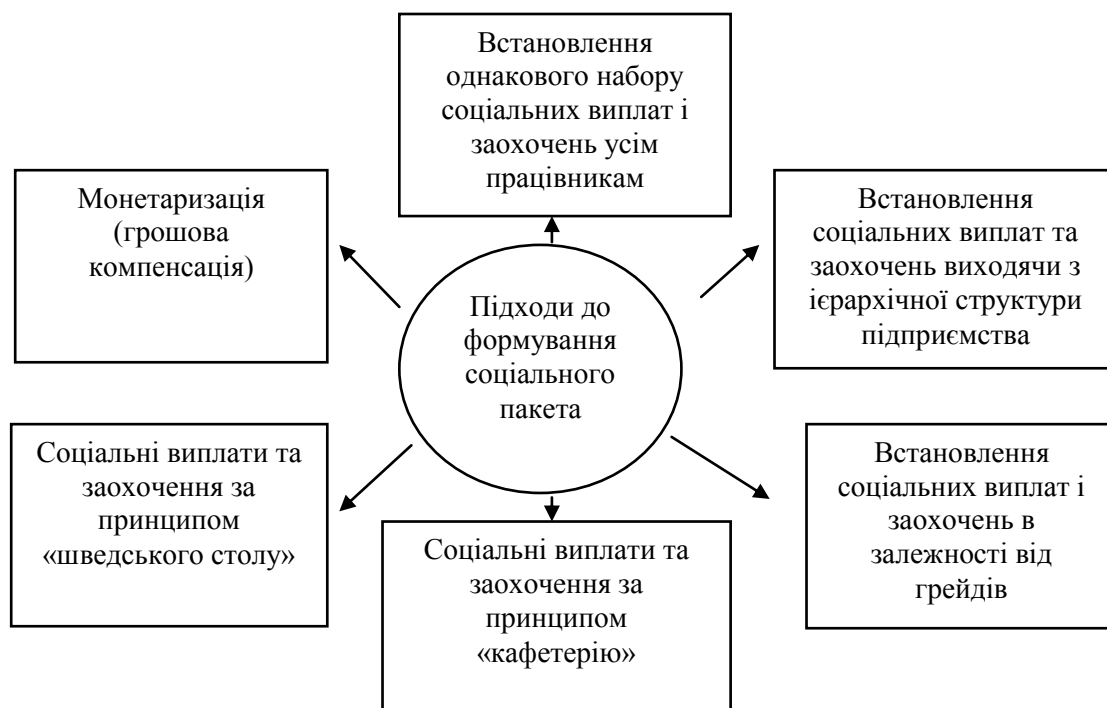 Встановлення
однакового набору
соціальних виплат і
заохочень усім
працівникам
Монетаризація
(грошова
компенсація)
Встановлення
соціальних виплат та
заохочень виходячи з
ієрархічної структури
підприємства
Підходи до
формування
соціального
пакета
Соціальні виплати та
заохочення за
принципом
«шведського столу»
Соціальні виплати та
заохочення за
принципом
«кафетерію»
Встановлення
соціальних виплат і
заохочень в
залежності від
грейдів